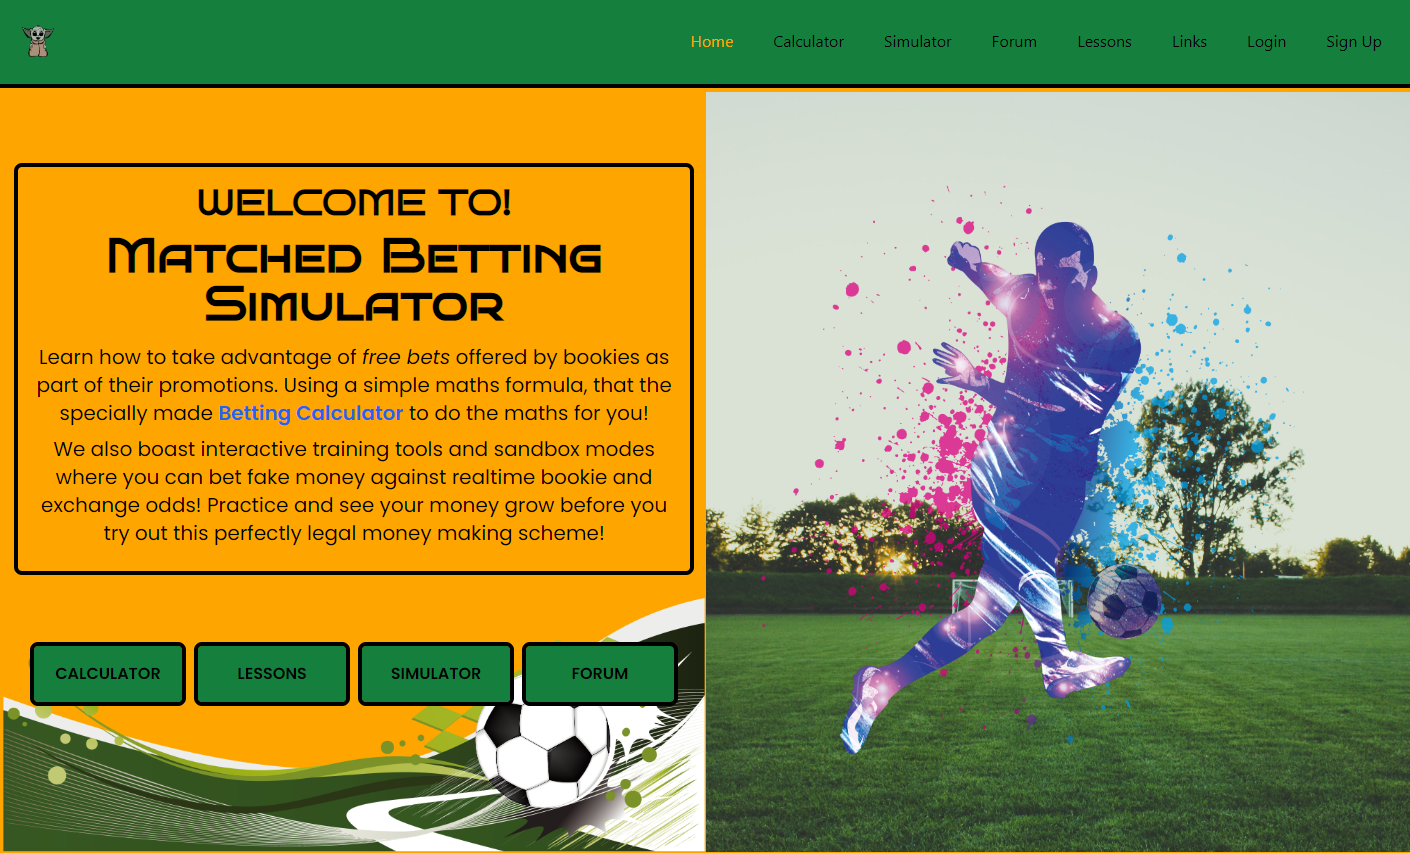 Home
Calculator
Simulator
Forum
Lessons
Links
Login
Sign Up
WELCOME TO!
Matched Betting
Simulator
Learn how to take advantage of free bets offered by bookies as
part of their promotions. Using a simple maths formula, that the
specially made Betting Calculator to do the maths for you!
We also boast interactive training tools and sandbox modes
where you can bet fake money against realtime bookie and
exchange odds! Practice and see your money grow before you
try out this perfectly legal money making scheme!
CALCULATOR
LESSONS
SIMULATOR
FORUM